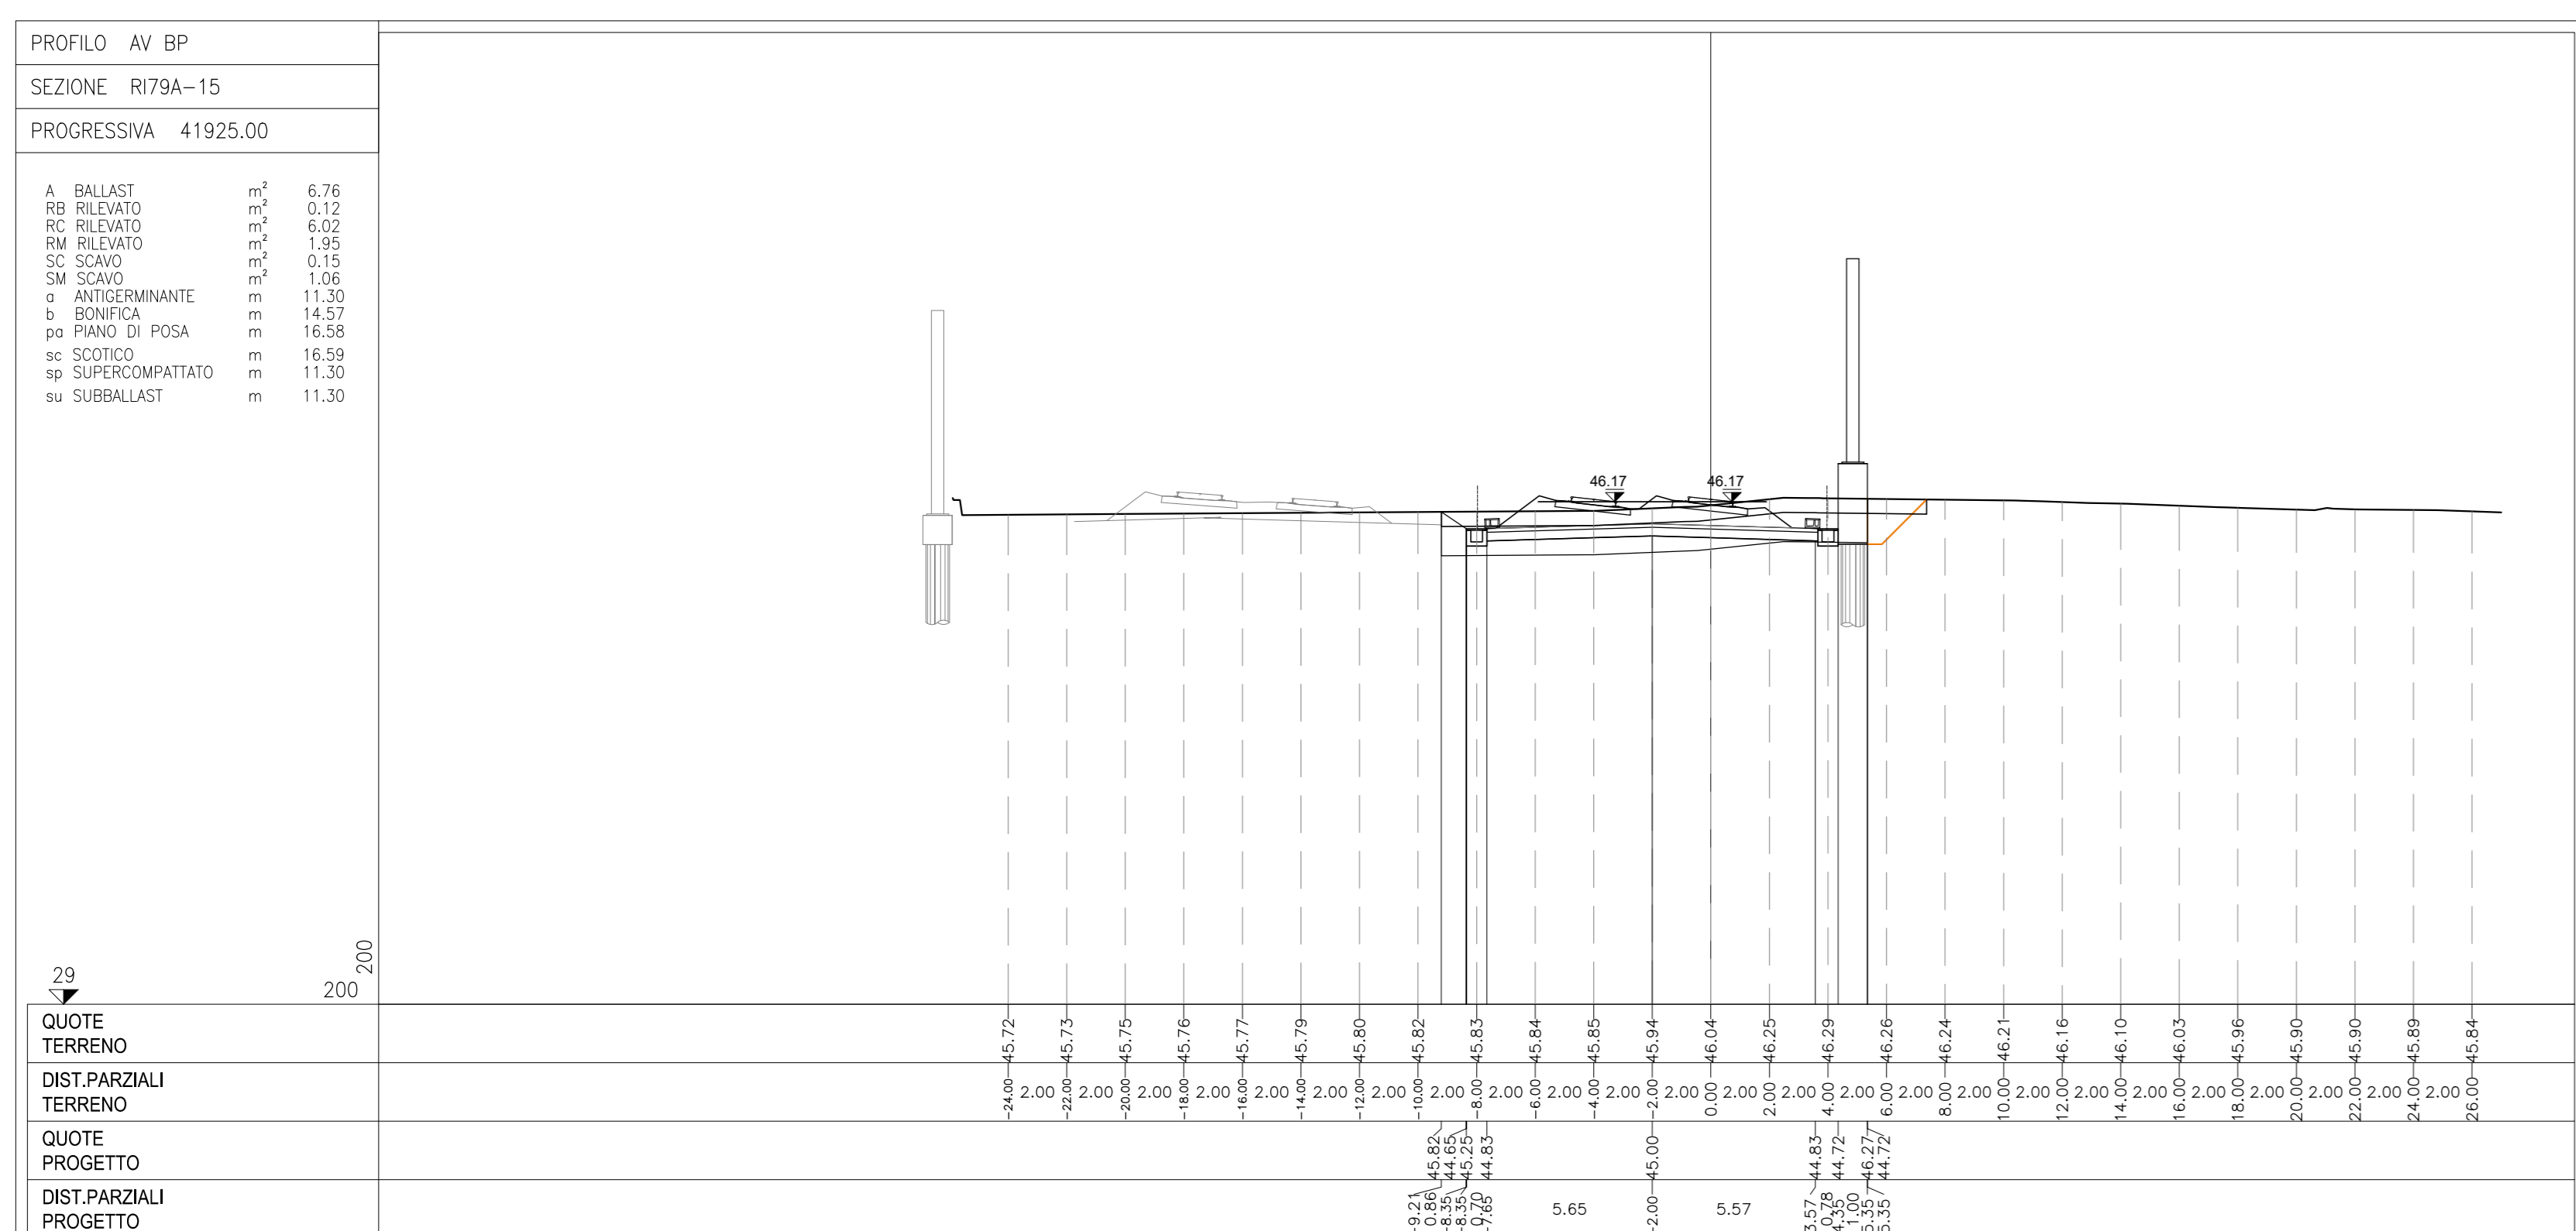 PROFILO AV BP
SEZIONE RI79A-15
PROGRESSIVA 41925.00
A BALLAST m² 6.76
RB RILEVATO m² 0.12
RC RILEVATO m² 6.02
RM RILEVATO m² 1.95
SC SCAVO m² 0.15
SM SCAVO m² 1.06
a ANTIGERMINANTE m 11.30
b BONIFICA m 14.57
pa PIANO DI POSA m 16.58
sc SCOTICO m 16.59
sp SUPERCOMPATTATO m 11.30
su SUBBALLAST m 11.30
46.17 46.17
200
29
200
QUOTE
TERRENO
45.72 45.73 45.75 45.76 45.77 45.79 45.80 45.82 45.83 45.84 45.85 45.94 46.04 46.25 46.29 46.26 46.24 46.21 46.16 46.10 46.03 45.96 45.90 45.90 45.89 45.84
DIST.PARZIALI
TERRENO
-24.00 2.00 -22.00 2.00 -20.00 2.00 -18.00 2.00 -16.00 2.00 -14.00 2.00 -12.00 2.00 -10.00 2.00 -8.00 2.00 -6.00 2.00 -4.00 2.00 -2.00 2.00 0.00 2.00 2.00 2.00 4.00 2.00 6.00 2.00 8.00 2.00 10.00 2.00 12.00 2.00 14.00 2.00 16.00 2.00 18.00 2.00 20.00 2.00 22.00 2.00 24.00 2.00 26.00
QUOTE
PROGETTO
45.82 44.65 45.25 44.83 45.00 44.83 44.72 46.27 44.72
DIST.PARZIALI
PROGETTO
-9.21 0.86 -8.35 -8.35 0.70 -7.65 5.65 -2.00 5.57 3.57 0.78 4.35 1.00 5.35 5.35